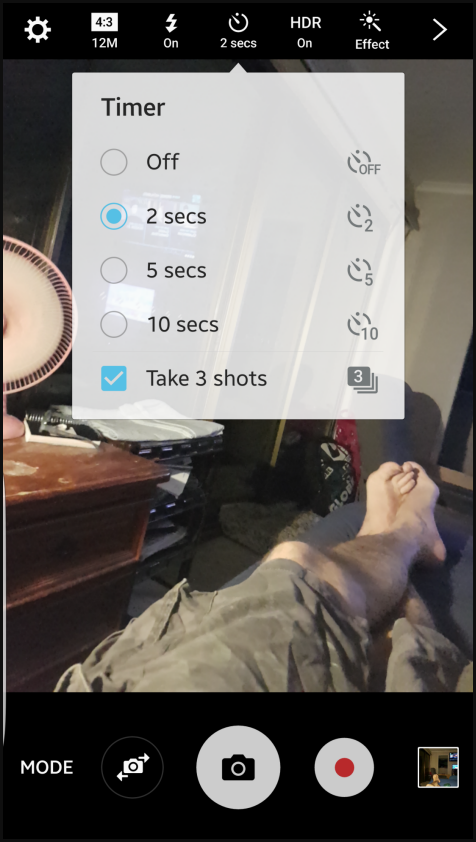 4:3
12M
On
2 secs
HDR
On
Effect
Timer
Off
OFF
2 secs
2
5 secs
5
10 secs
10
Take 3 shots
3
MODE